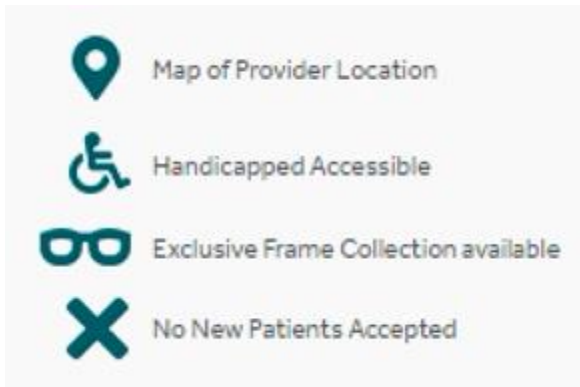 Map of Provider Location
Handicapped Accessible
Exclusive Frame Collection available
No New Patients Accepted